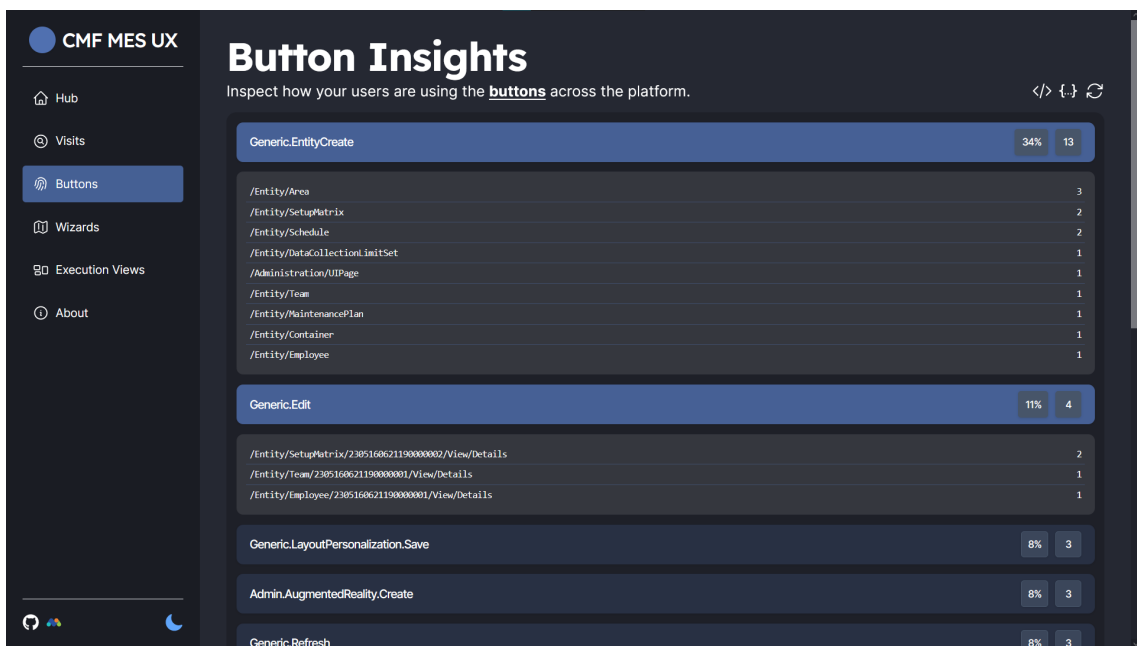 CMF MES UX
Hub
Visits
Buttons
Wizards
Execution Views
About
Button Insights
Inspect how your users are using the buttons across the platform.
Generic.EntityCreate 34% 13
/Entity/Area 3
/Entity/SetupMatrix 2
/Entity/Schedule 2
/Entity/DataCollectionLimitSet 1
/Administration/UIPage 1
/Entity/Team 1
/Entity/MaintenancePlan 1
/Entity/Container 1
/Entity/Employee 1
Generic.Edit 11% 4
/Entity/SetupMatrix/2305160621190000002/View/Details 2
/Entity/Team/2305160621190000001/View/Details 1
/Entity/Employee/2305160621190000001/View/Details 1
Generic.LayoutPersonalization.Save 8% 3
Admin.AugmentedReality.Create 8% 3
Generic.Refresh 8% 3